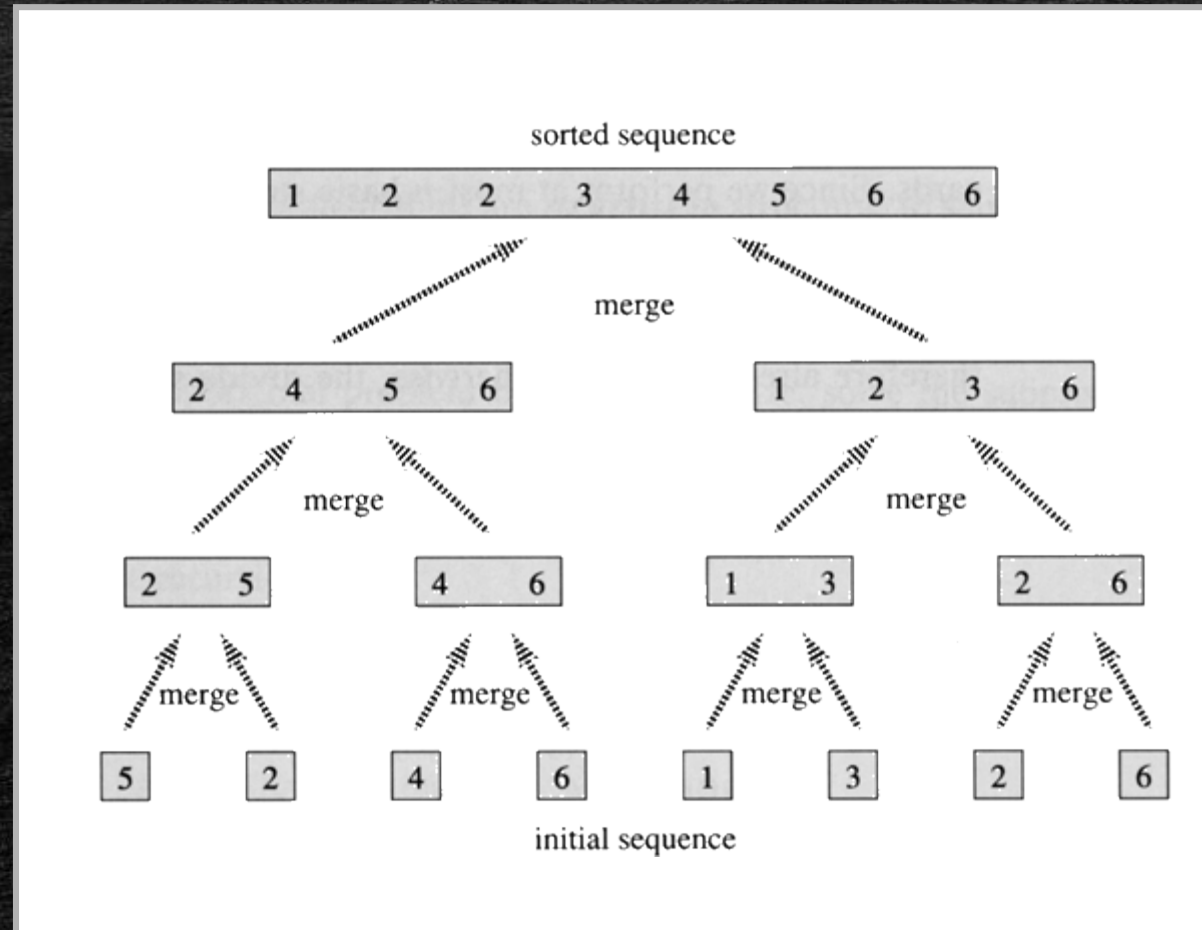 sorted sequence
1 2 2 3 4 5 6 6
merge
2 4 5 6 1 2 3 6
merge merge
2 5 4 6 1 3 2 6
merge merge merge merge
5 2 4 6 1 3 2 6
initial sequence